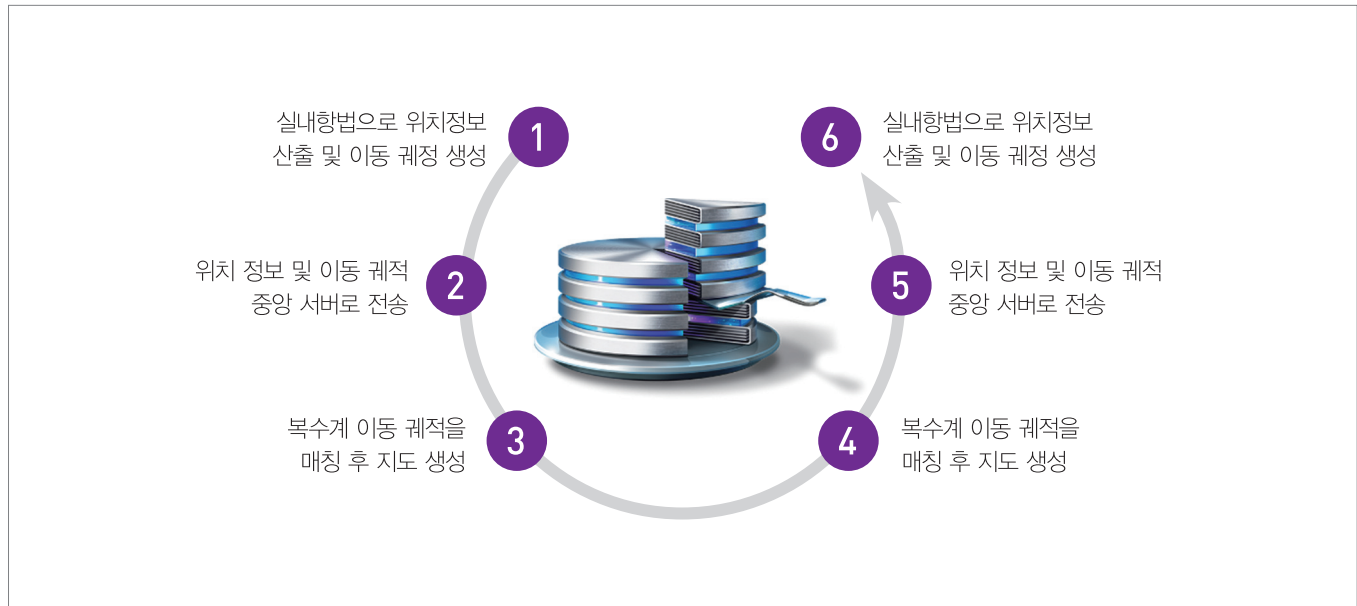 1
실내항법으로 위치정보
산출 및 이동 궤정 생성
2
위치 정보 및 이동 궤적
중앙 서버로 전송
3
복수계 이동 궤적을
매칭 후 지도 생성
4
복수계 이동 궤적을
매칭 후 지도 생성
5
위치 정보 및 이동 궤적
중앙 서버로 전송
6
실내항법으로 위치정보
산출 및 이동 궤정 생성